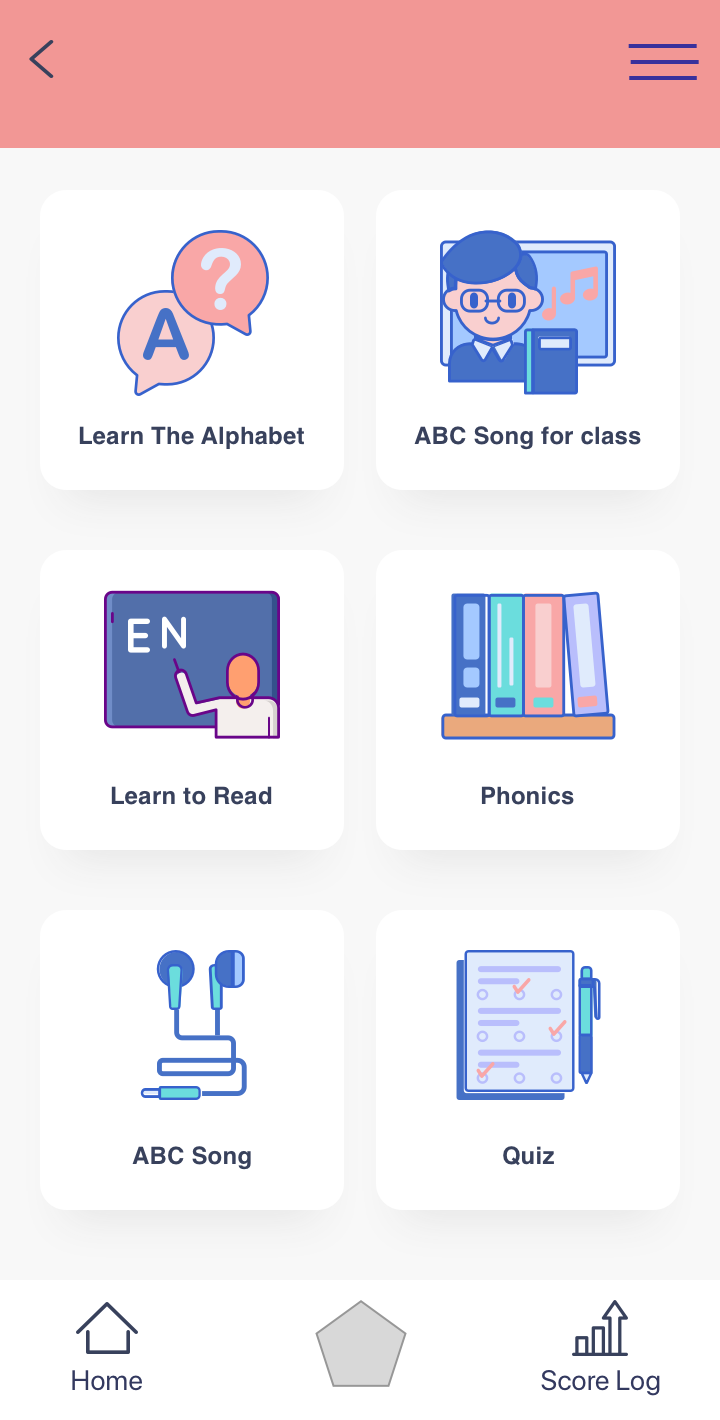 ?
A
Learn The Alphabet
ABC Song for class
EN
Learn to Read
Phonics
ABC Song
Quiz
Home
Score Log